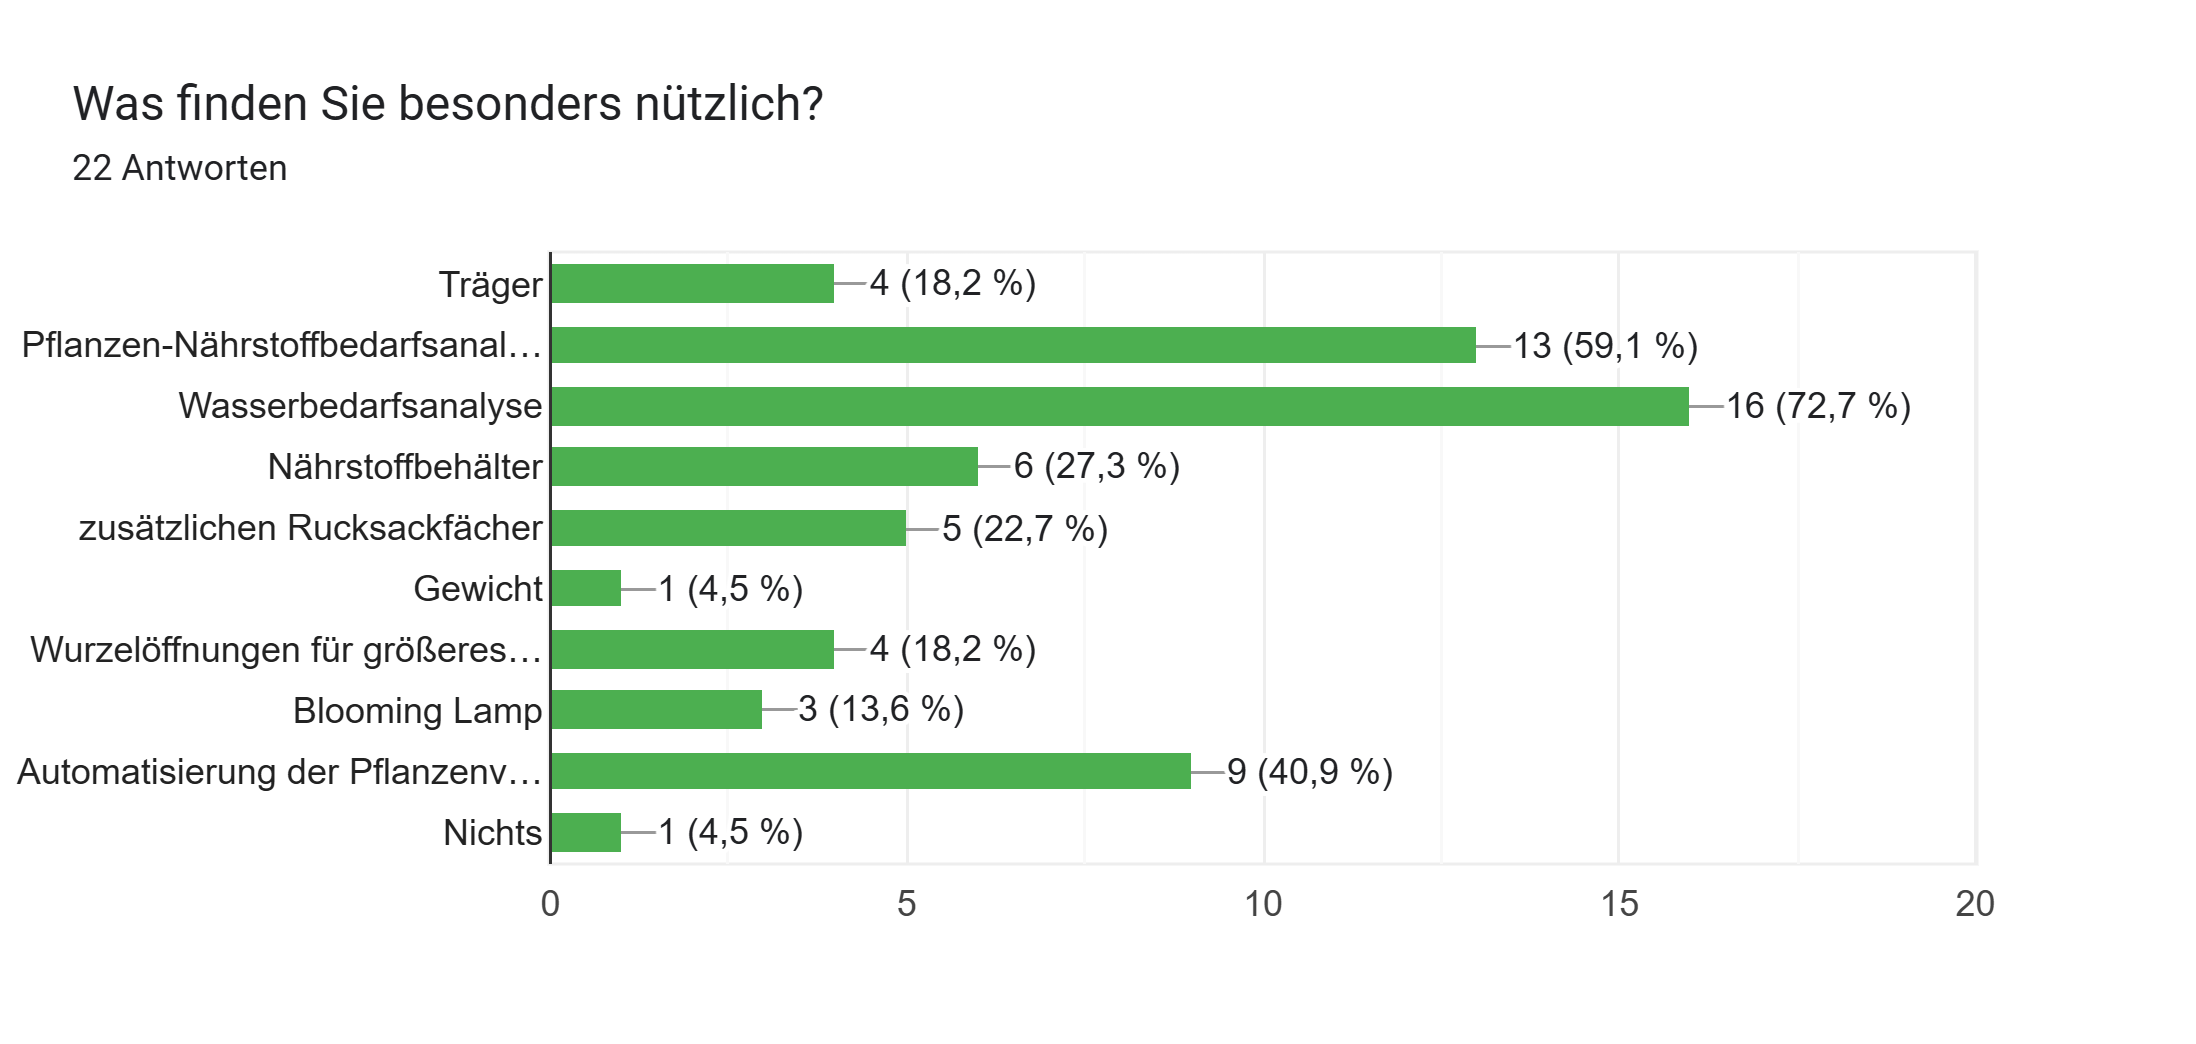 Was finden Sie besonders nützlich?
22 Antworten
Träger
4 (18,2 %)
Pflanzen-Nährstoffbedarfsanal…
13 (59,1 %)
Wasserbedarfsanalyse
16 (72,7 %)
Nährstoffbehälter
6 (27,3 %)
zusätzlichen Rucksackfächer
5 (22,7 %)
Gewicht
1 (4,5 %)
Wurzelöffnungen für größeres…
4 (18,2 %)
Blooming Lamp
3 (13,6 %)
Automatisierung der Pflanzenv…
9 (40,9 %)
Nichts
1 (4,5 %)
0 5 10 15 20